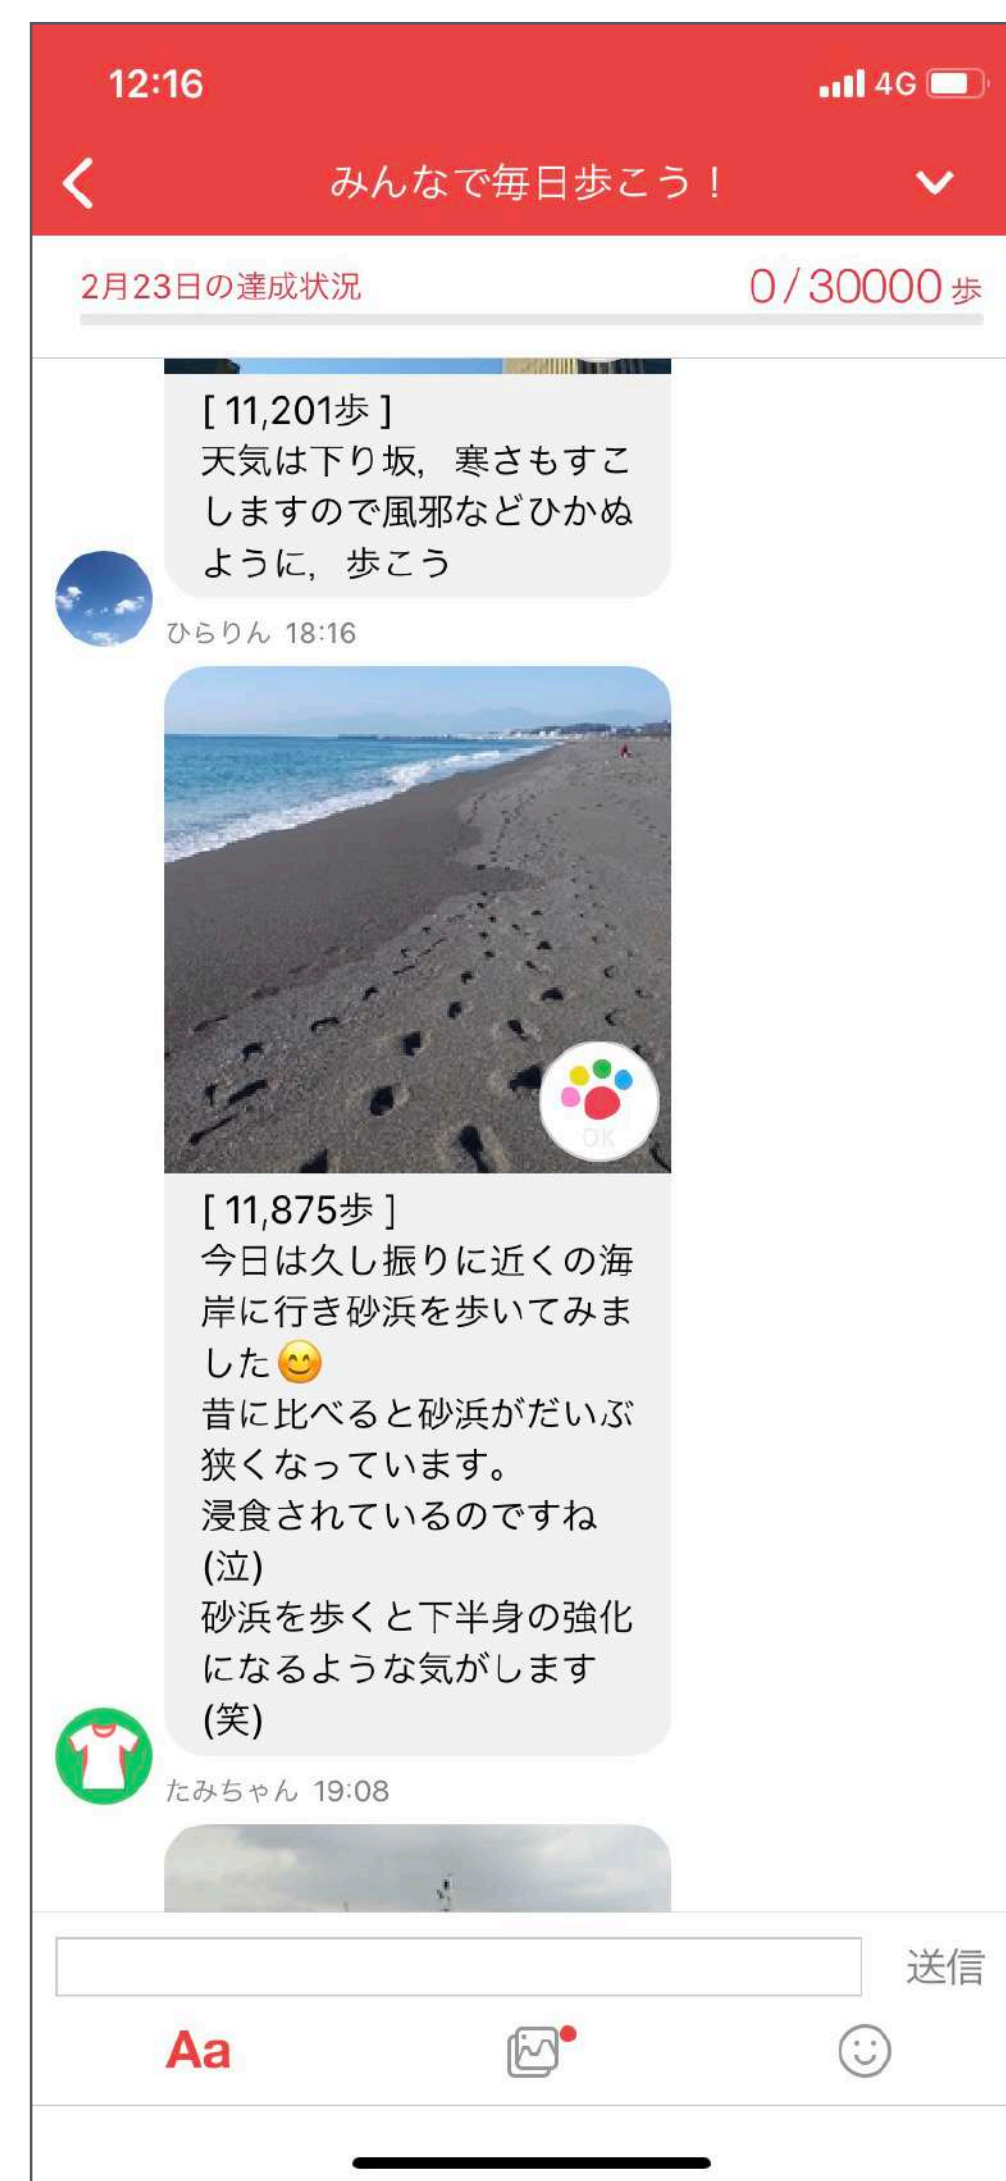 12:16
4G
みんなで毎日歩こう！
2月23日の達成状況
0/30000歩
[ 11,201歩 ]
天気は下り坂，寒さもすこ
しますので風邪などひかぬ
ように，歩こう
ひらりん 18:16
OK
[ 11,875歩 ]
今日は久し振りに近くの海
岸に行き砂浜を歩いてみま
した😊
昔に比べると砂浜がだいぶ
狭くなっています。
浸食されているのですね
(泣)
砂浜を歩くと下半身の強化
になるような気がします
(笑)
たみちゃん 19:08
送信
Aa